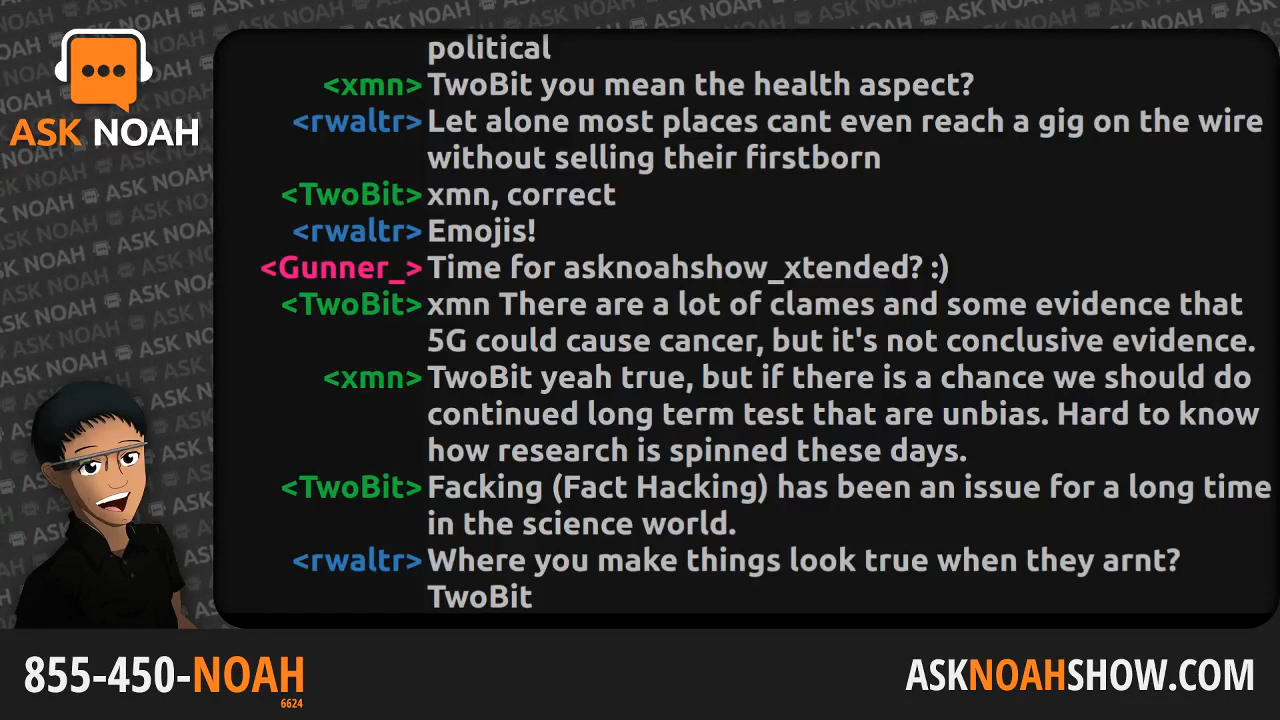 ASK NOAH
political
<xmn> TwoBit you mean the health aspect?
<rwaltr> Let alone most places cant even reach a gig on the wire
without selling their firstborn
<TwoBit> xmn, correct
<rwaltr> Emojis!
<Gunner_> Time for asknoahshow_xtended? :)
<TwoBit> xmn There are a lot of clames and some evidence that
5G could cause cancer, but it's not conclusive evidence.
<xmn> TwoBit yeah true, but if there is a chance we should do
continued long term test that are unbias. Hard to know
how research is spinned these days.
<TwoBit> Facking (Fact Hacking) has been an issue for a long time
in the science world.
<rwaltr> Where you make things look true when they arnt?
TwoBit
855-450-NOAH
6624
ASKNOAHSHOW.COM